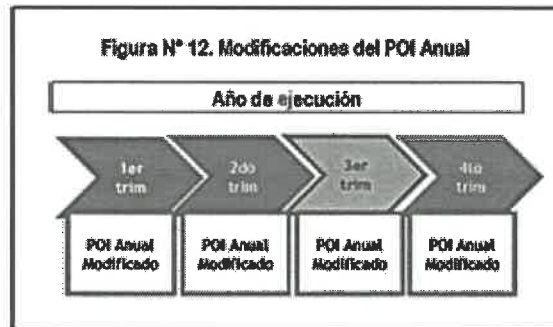 Figura N° 12. Modificaciones del POI Anual
Año de ejecución
1er 2do 3er 4to
trim trim trim trim
POI Anual POI Anual POI Anual POI Anual
Modificado Modificado Modificado Modificado